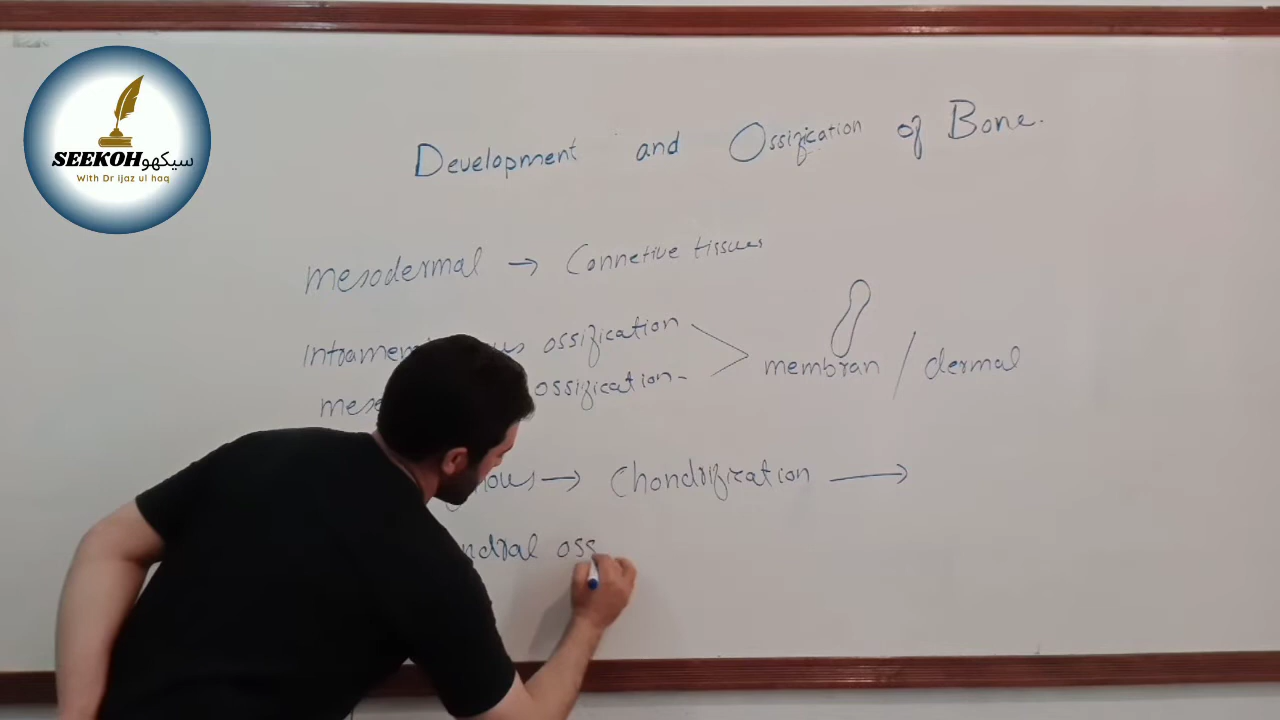 SEEKOH سیکھو
With Dr ijaz ul haq
Development and Ossification of Bone.
mesodermal → Connetive tissues
ossification
ossification membran / dermal
→ Chondrification →
oss